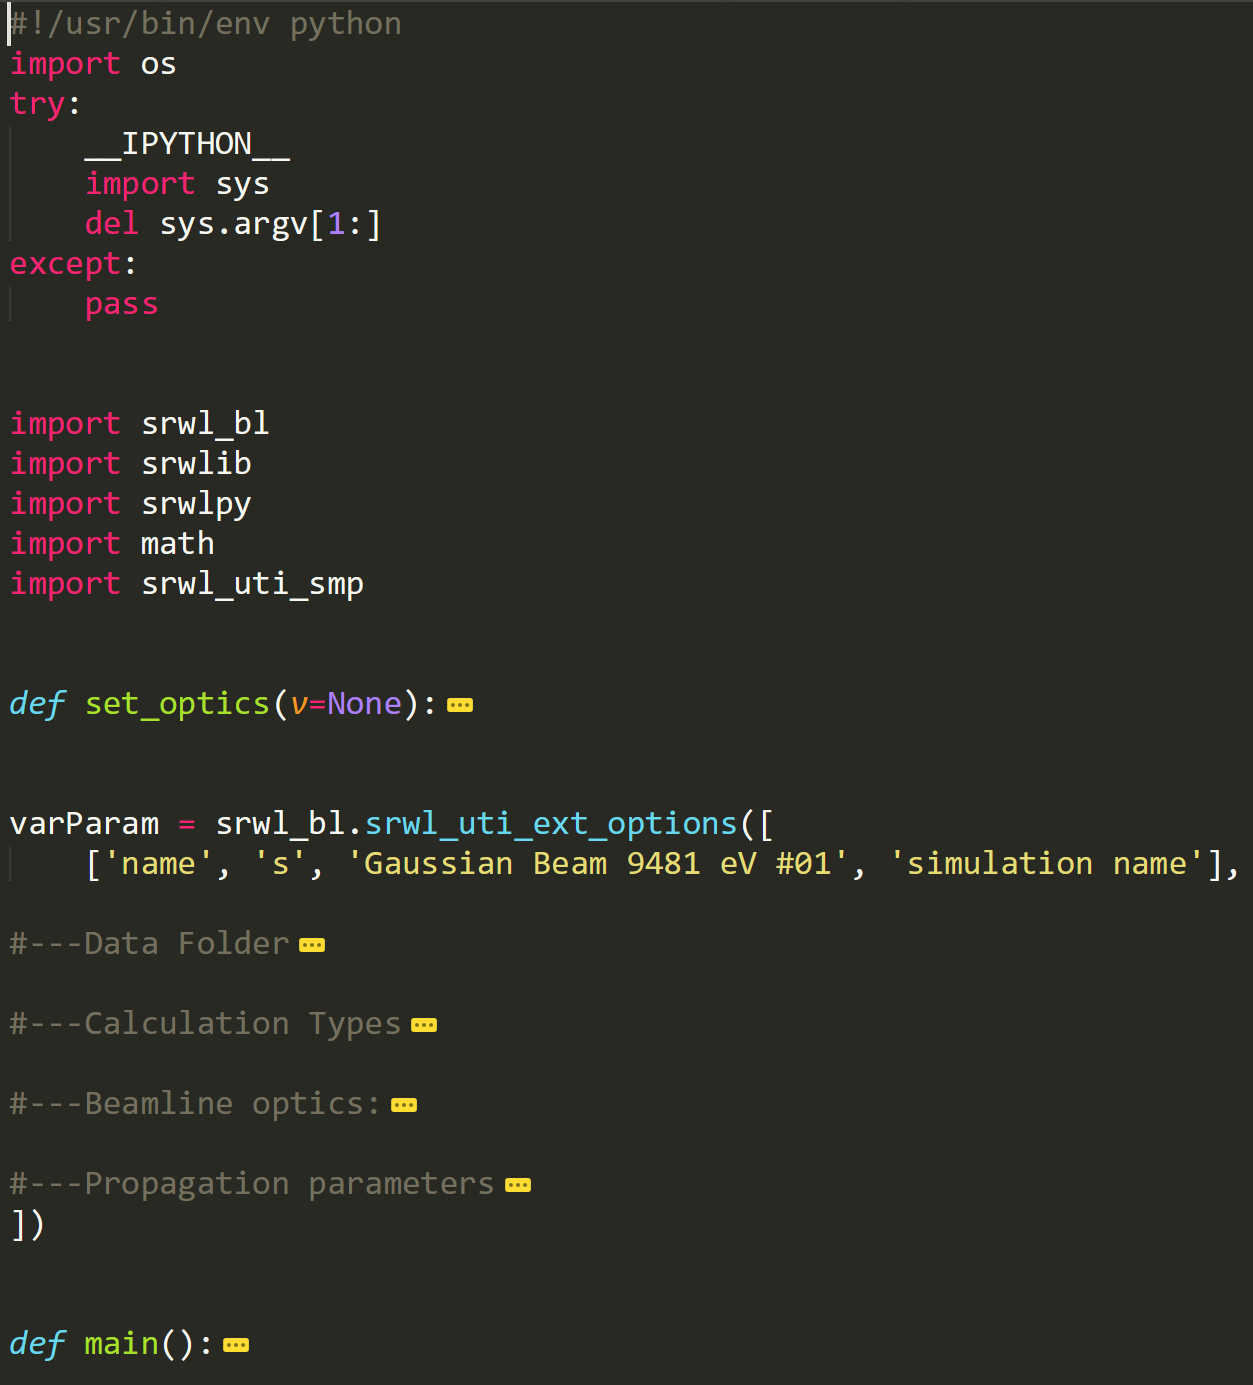 #!/usr/bin/env python
import os
try:
    __IPYTHON__
    import sys
    del sys.argv[1:]
except:
    pass
import srwl_bl
import srwlib
import srwlpy
import math
import srwl_uti_smp
def set_optics(v=None):
varParam = srwl_bl.srwl_uti_ext_options([
    ['name', 's', 'Gaussian Beam 9481 eV #01', 'simulation name'],
#---Data Folder
#---Calculation Types
#---Beamline optics:
#---Propagation parameters
])
def main():